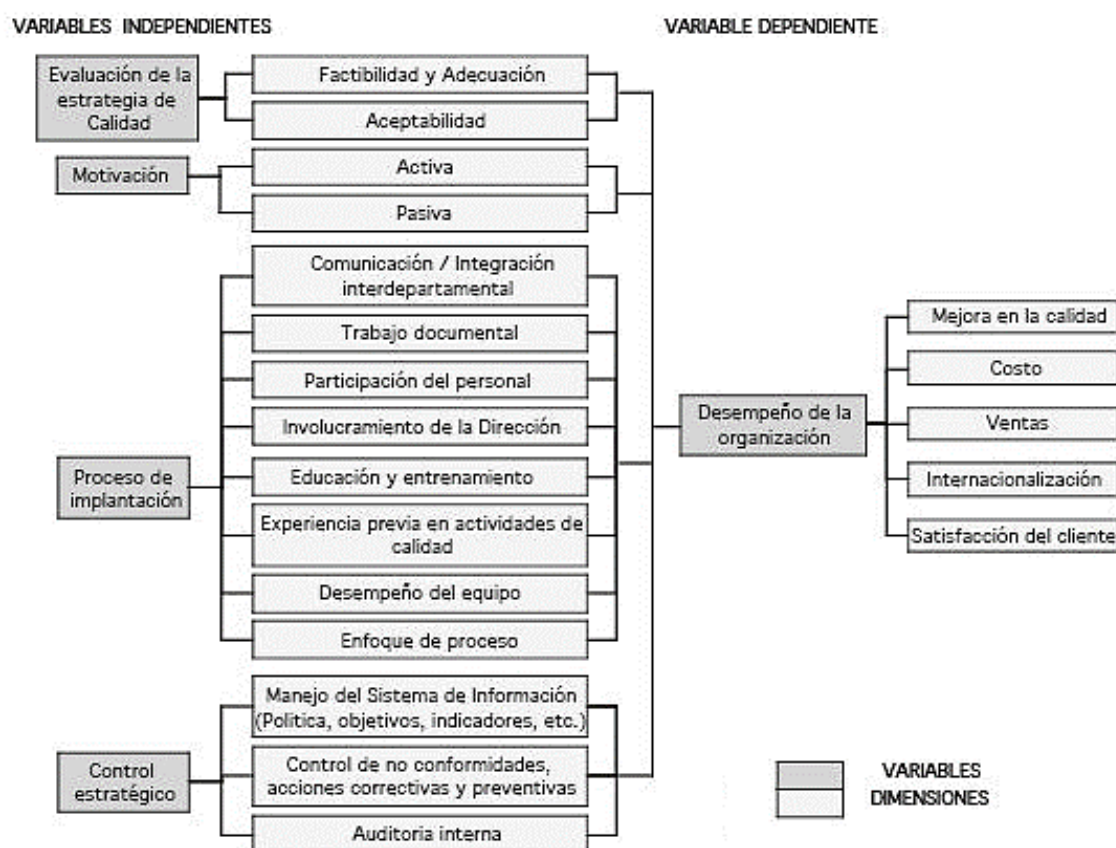 VARIABLES INDEPENDIENTES
VARIABLE DEPENDIENTE
Evaluación de la
estrategia de
Calidad
Factibilidad y Adecuación
Aceptabilidad
Motivación
Activa
Pasiva
Proceso de
implantación
Comunicación / Integración
interdepartamental
Trabajo documental
Participación del personal
Involucramiento de la Dirección
Educación y entrenamiento
Experiencia previa en actividades de
calidad
Desempeño del equipo
Enfoque de proceso
Control
estratégico
Manejo del Sistema de Información
(Politica, objetivos, indicadores, etc.)
Control de no conformidades,
acciones correctivas y preventivas
Auditoria interna
Desempeño de la
organización
Mejora en la calidad
Costo
Ventas
Internacionalización
Satisfacción del cliente
VARIABLES
DIMENSIONES